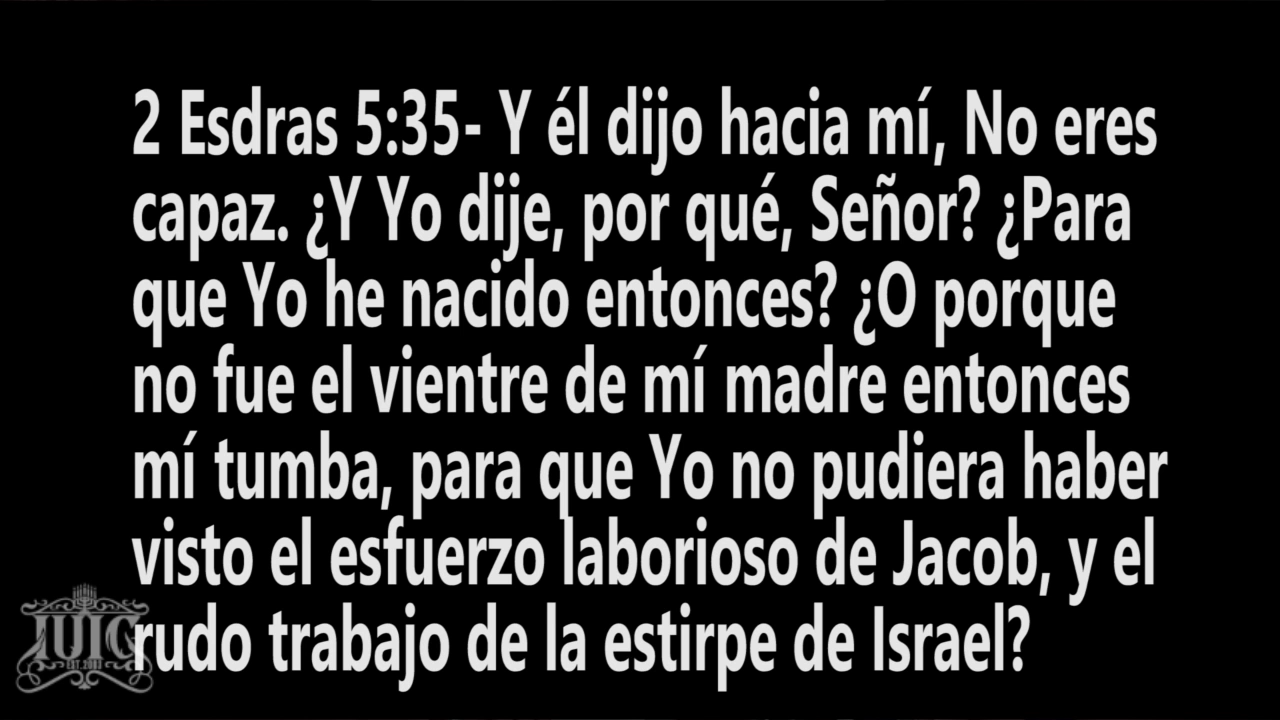 2 Esdras 5:35- Y él dijo hacia mí, No eres
capaz. ¿Y Yo dije, por qué, Señor? ¿Para
que Yo he nacido entonces? ¿O porque
no fue el vientre de mí madre entonces
mí tumba, para que Yo no pudiera haber
visto el esfuerzo laborioso de Jacob, y el
rudo trabajo de la estirpe de Israel?
IUIC